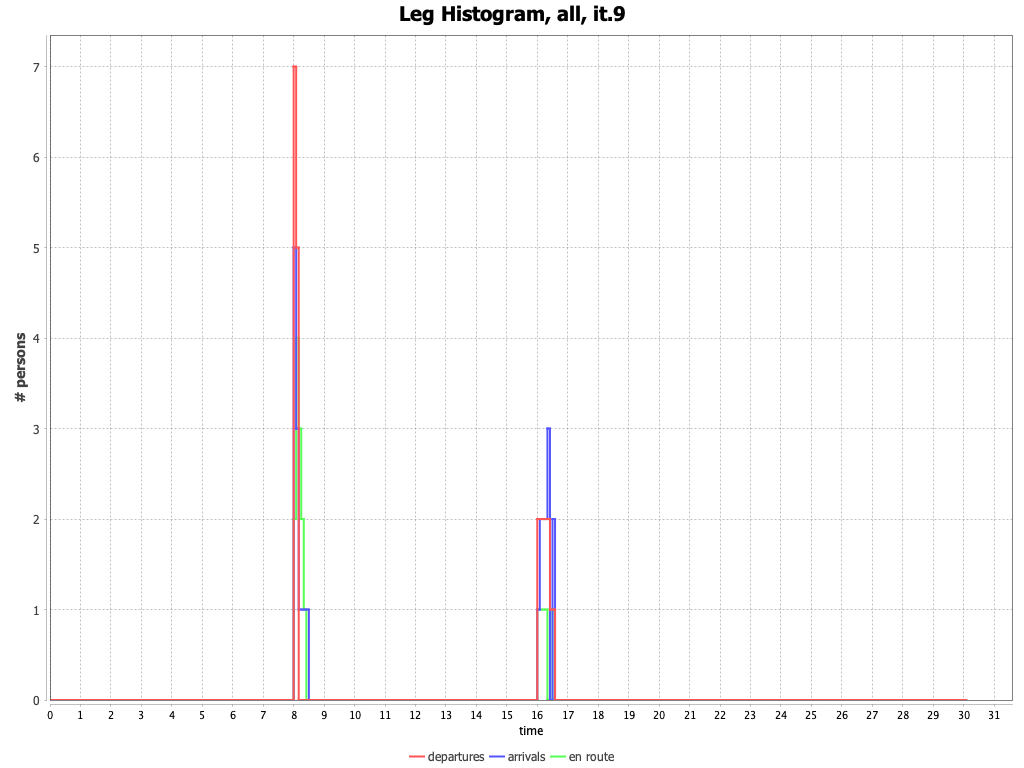 Leg Histogram, all, it.9
# persons
7
6
5
4
3
2
1
0
0 1 2 3 4 5 6 7 8 9 10 11 12 13 14 15 16 17 18 19 20 21 22 23 24 25 26 27 28 29 30 31
time
departures arrivals en route